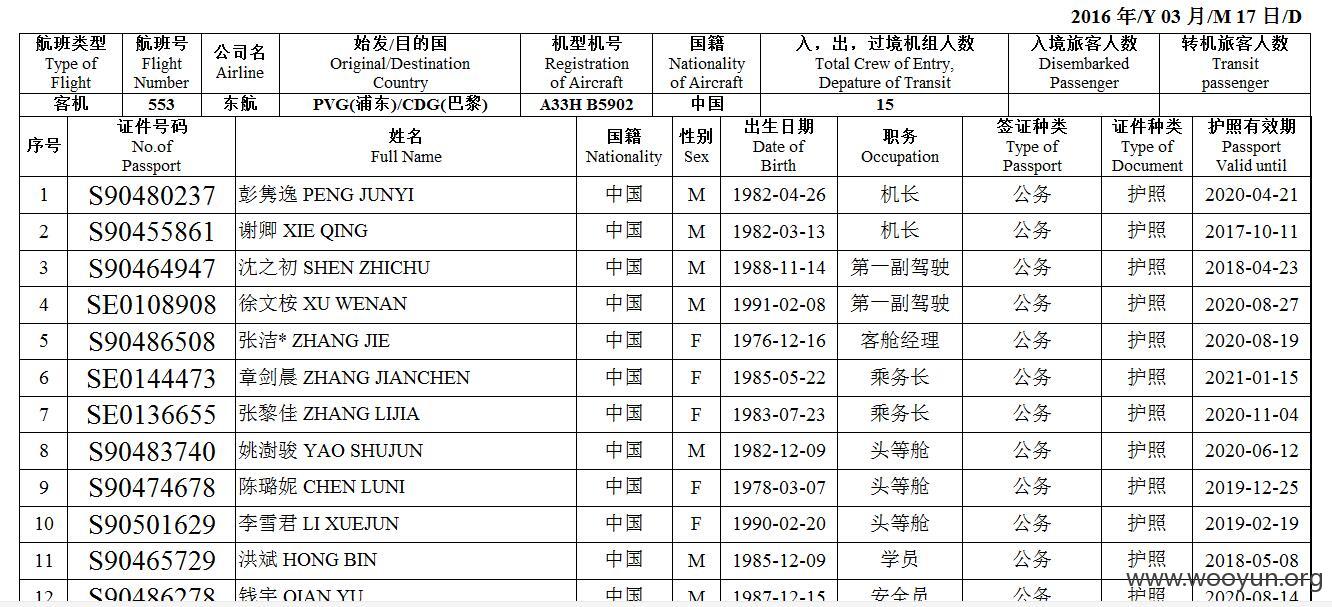 2016 年/Y 03 月/M 17 日/D
航班类型 Type of Flight 航班号 Flight Number 公司名 Airline 始发/目的国 Original/Destination Country 机型机号 Registration of Aircraft 国籍 Nationality of Aircraft 入，出，过境机组人数 Total Crew of Entry, Depature of Transit 入境旅客人数 Disembarked Passenger 转机旅客人数 Transit passenger
客机 553 东航 PVG(浦东)/CDG(巴黎) A33H B5902 中国 15
序号 证件号码 No.of Passport 姓名 Full Name 国籍 Nationality 性别 Sex 出生日期 Date of Birth 职务 Occupation 签证种类 Type of Passport 证件种类 Type of Document 护照有效期 Passport Valid until
1 S90480237 彭隽逸 PENG JUNYI 中国 M 1982-04-26 机长 公务 护照 2020-04-21
2 S90455861 谢卿 XIE QING 中国 M 1982-03-13 机长 公务 护照 2017-10-11
3 S90464947 沈之初 SHEN ZHICHU 中国 M 1988-11-14 第一副驾驶 公务 护照 2018-04-23
4 SE0108908 徐文桉 XU WENAN 中国 M 1991-02-08 第一副驾驶 公务 护照 2020-08-27
5 S90486508 张洁* ZHANG JIE 中国 F 1976-12-16 客舱经理 公务 护照 2020-08-19
6 SE0144473 章剑晨 ZHANG JIANCHEN 中国 F 1985-05-22 乘务长 公务 护照 2021-01-15
7 SE0136655 张黎佳 ZHANG LIJIA 中国 F 1983-07-23 乘务长 公务 护照 2020-11-04
8 S90483740 姚澍骏 YAO SHUJUN 中国 M 1982-12-09 头等舱 公务 护照 2020-06-12
9 S90474678 陈璐妮 CHEN LUNI 中国 F 1978-03-07 头等舱 公务 护照 2019-12-25
10 S90501629 李雪君 LI XUEJUN 中国 F 1990-02-20 头等舱 公务 护照 2019-02-19
11 S90465729 洪斌 HONG BIN 中国 M 1985-12-09 学员 公务 护照 2018-05-08
12 S90486278 钱宇 QIAN YU 中国 M 1987-12-15 安全员 公务 护照 2020-08-14
www.wooyun.org